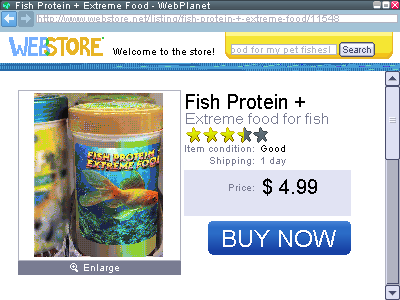 Fish Protein + Extreme Food - WebPlanet
http://www.webstore.net/listing/fish-protein-+-extreme-food/11548
WEBSTORE
Welcome to the store!
ood for my pet fishes!
Search
FISH PROTEIN +
EXTREME FOOD
Fish Protein +
Extreme food for fish
Item condition: Good
Shipping: 1 day
Price: $ 4.99
BUY NOW
Enlarge